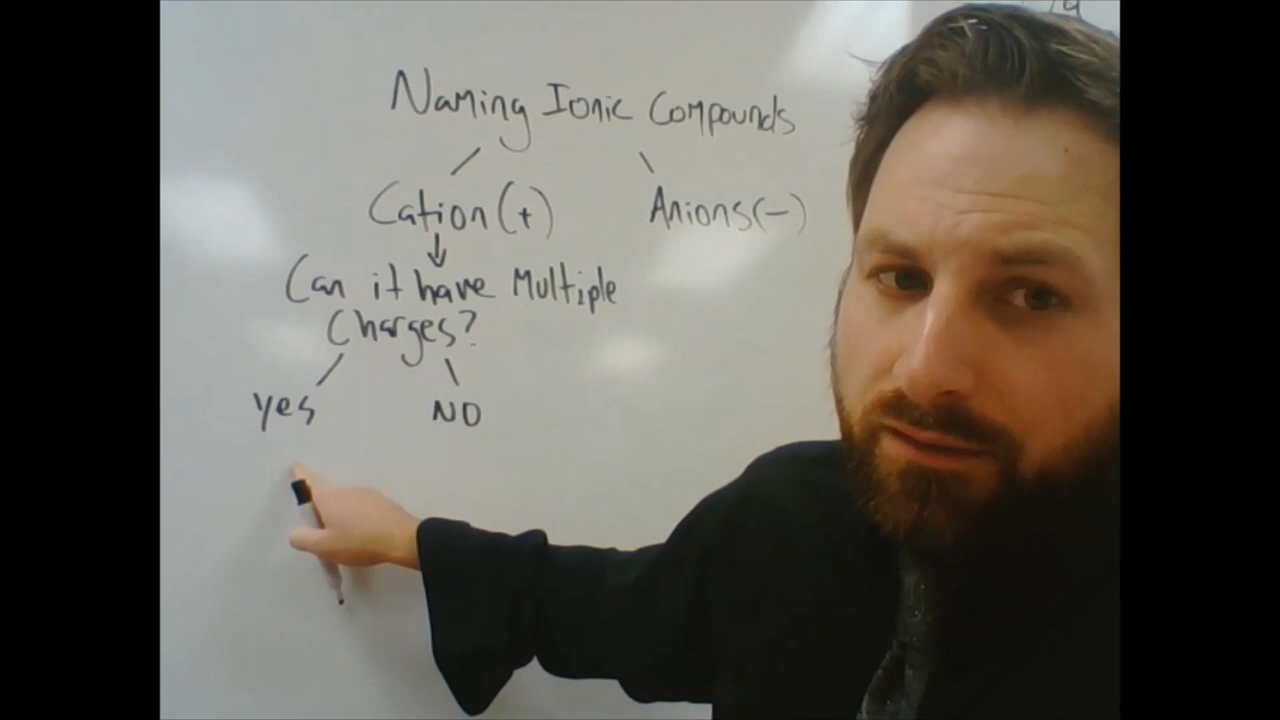 Naming Ionic Compounds
Cation (+) Anions (-)
Can it have Multiple
Charges?
Yes NO